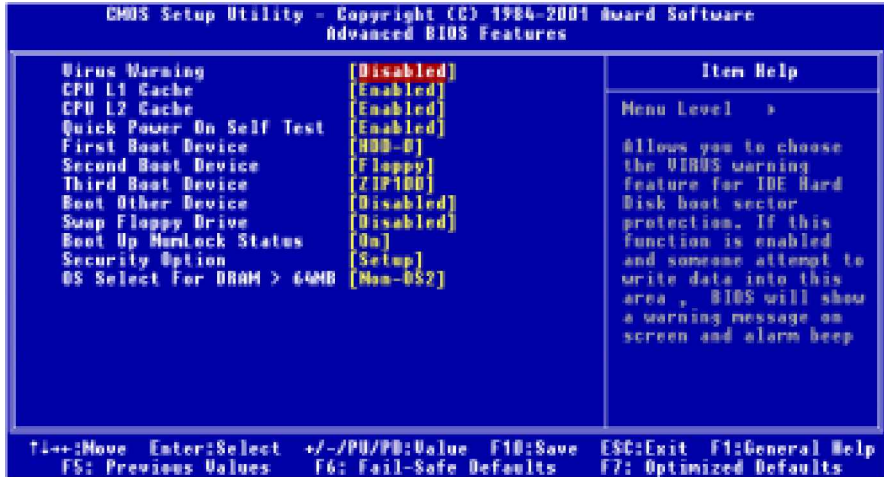 CMOS Setup Utility - Copyright (C) 1984-2001 Award Software
Advanced BIOS Features
Virus Warning [Disabled]
CPU L1 Cache [Enabled]
CPU L2 Cache [Enabled]
Quick Power On Self Test [Enabled]
First Boot Device [HDD-0]
Second Boot Device [Floppy]
Third Boot Device [ZIP100]
Boot Other Device [Disabled]
Swap Floppy Drive [Disabled]
Boot Up NumLock Status [On]
Security Option [Setup]
OS Select For DRAM > 64MB [Non-OS2]
Item Help
Menu Level ▸
Allows you to choose
the VIRUS warning
feature for IDE Hard
Disk boot sector
protection. If this
function is enabled
and someone attempt to
write data into this
area , BIOS will show
a warning message on
screen and alarm beep
↑↓→←:Move Enter:Select +/-/PU/PD:Value F10:Save ESC:Exit F1:General Help
F5: Previous Values F6: Fail-Safe Defaults F7: Optimized Defaults